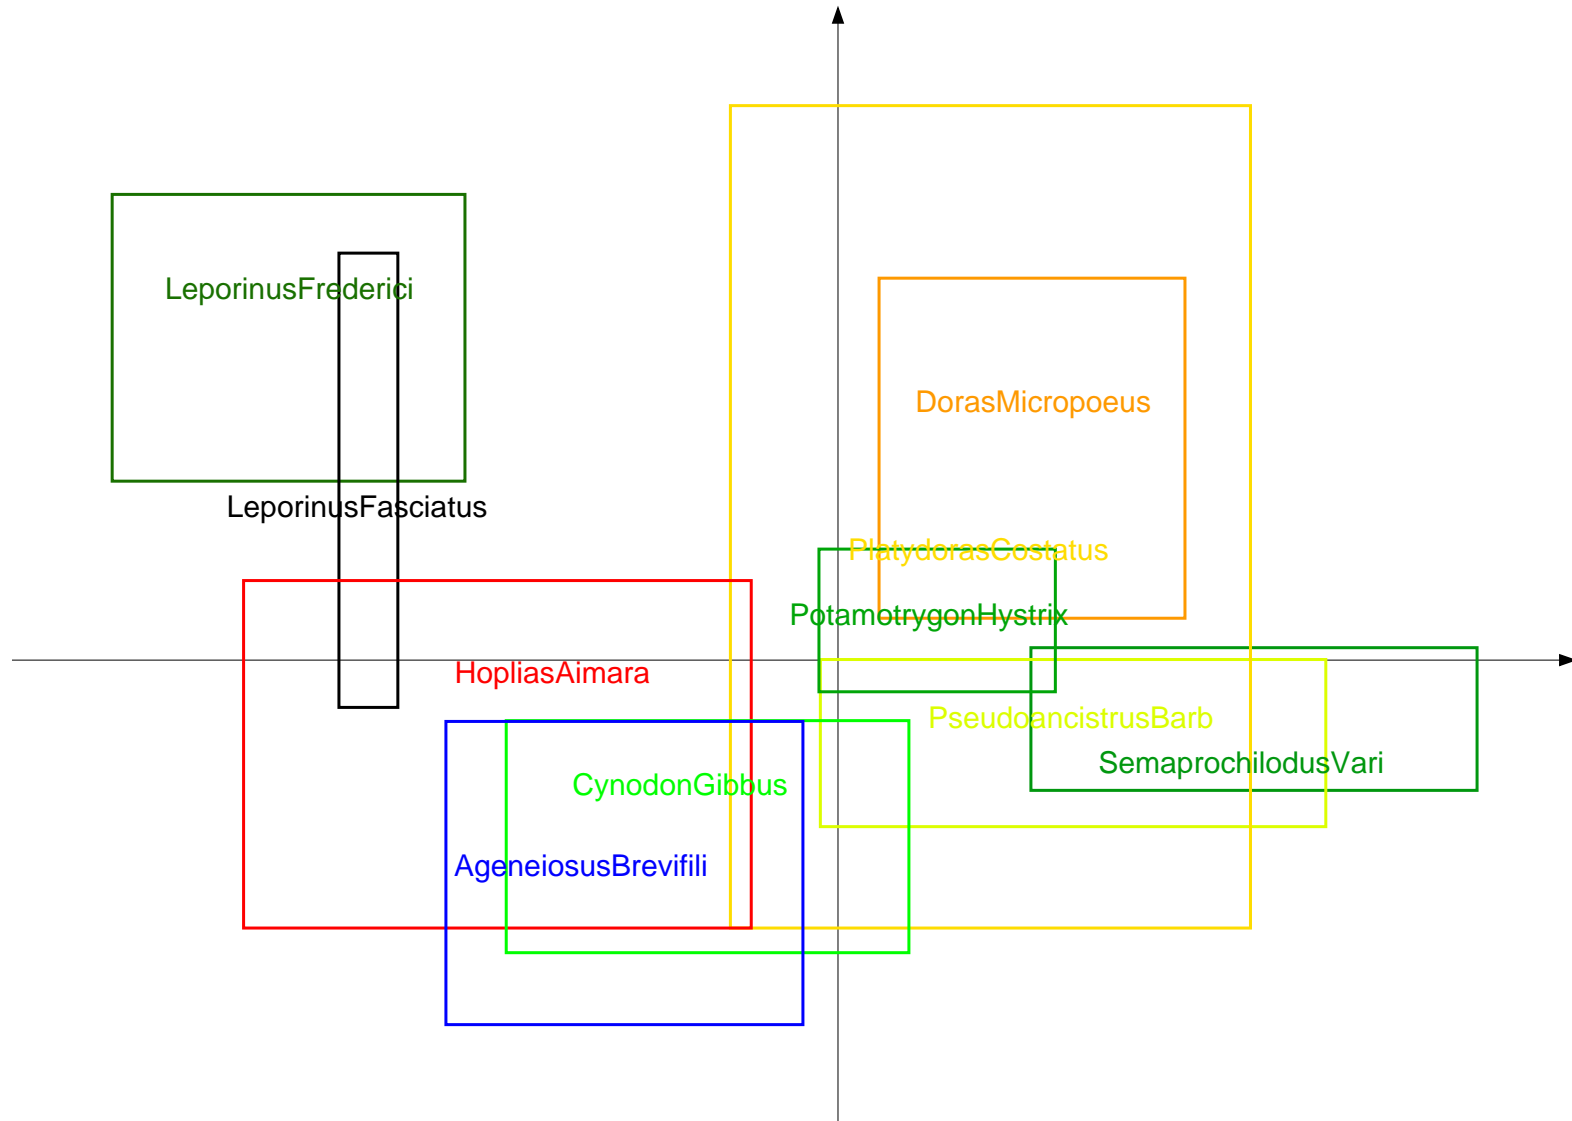 LeporinusFrederici
DorasMicropoeus
LeporinusFasciatus
PlatydorasCostatus
PotamotrygonHystrix
HopliasAimara
PseudoancistrusBarb
SemaprochilodusVari
CynodonGibbus
AgeneiosusBrevifili